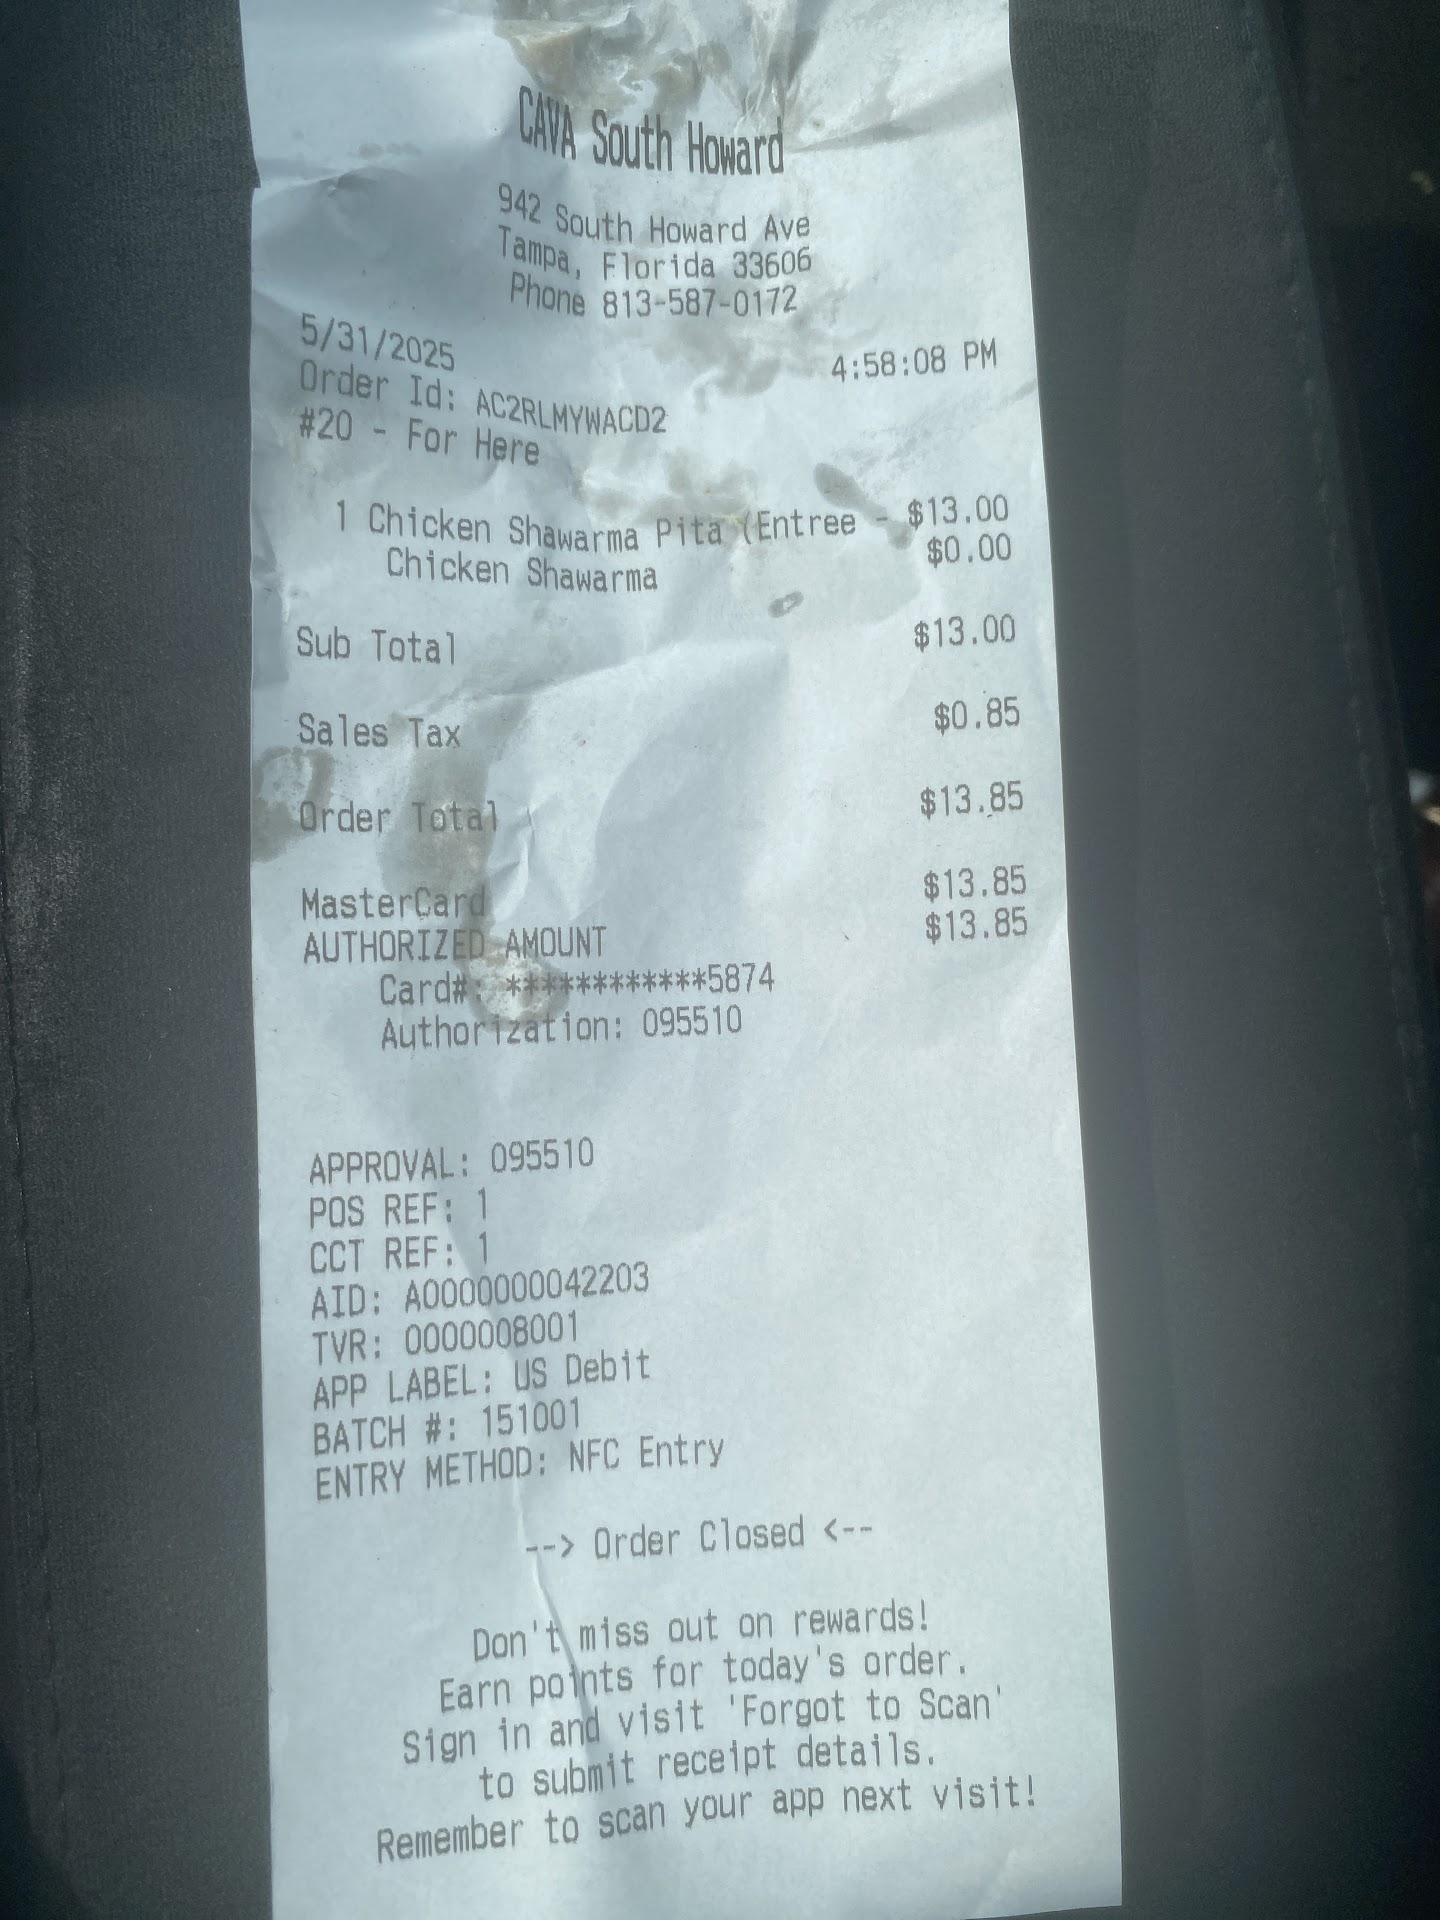 CAVA South Howard
942 South Howard Ave
Tampa, Florida 33606
Phone 813-587-0172
5/31/2025 4:58:08 PM
Order Id: AC2RLMYWACD2
#20 - For Here
1 Chicken Shawarma Pita (Entree - $13.00
Chicken Shawarma $0.00
Sub Total $13.00
Sales Tax $0.85
Order Total $13.85
MasterCard $13.85
AUTHORIZED AMOUNT $13.85
Card#: ************5874
Authorization: 095510
APPROVAL: 095510
POS REF: 1
CCT REF: 1
AID: A0000000042203
TVR: 0000008001
APP LABEL: US Debit
BATCH #: 151001
ENTRY METHOD: NFC Entry
--> Order Closed <--
Don't miss out on rewards!
Earn points for today's order.
Sign in and visit 'Forgot to Scan'
to submit receipt details.
Remember to scan your app next visit!